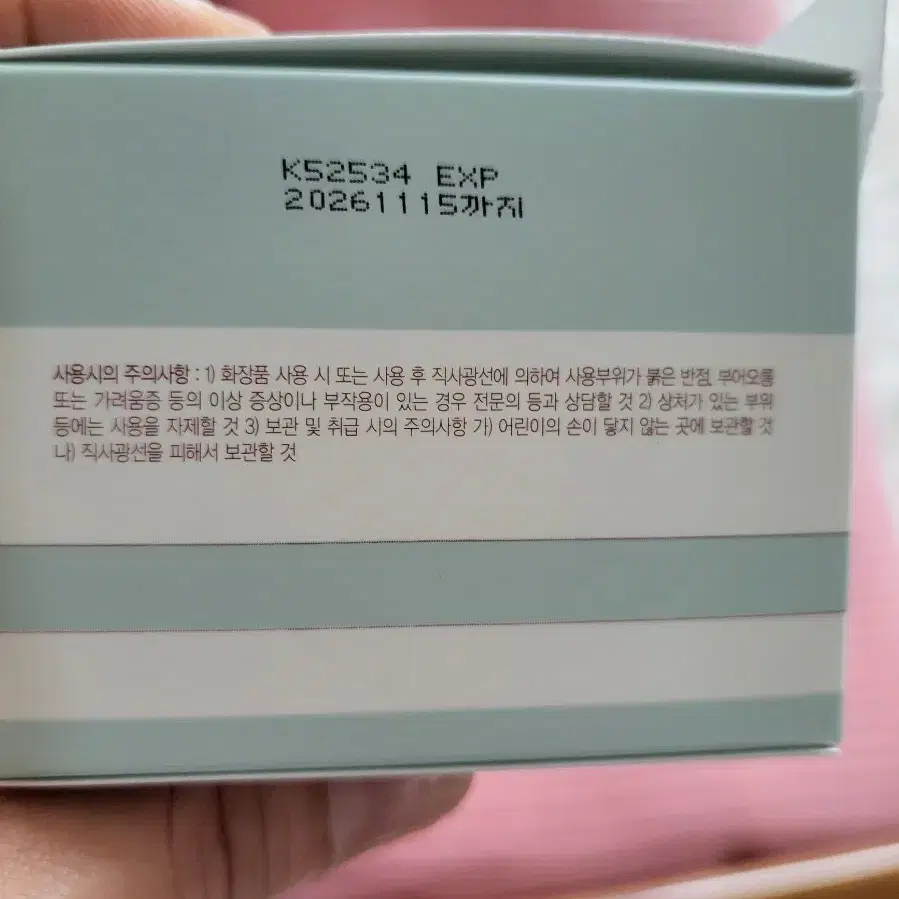 K52534 EXP
20261115까지
사용시의 주의사항 : 1) 화장품 사용 시 또는 사용 후 직사광선에 의하여 사용부위가 붉은 반점, 부어오름
또는 가려움증 등의 이상 증상이나 부작용이 있는 경우 전문의 등과 상담할 것 2) 상처가 있는 부위
등에는 사용을 자제할 것 3) 보관 및 취급 시의 주의사항 가) 어린이의 손이 닿지 않는 곳에 보관할 것
나) 직사광선을 피해서 보관할 것